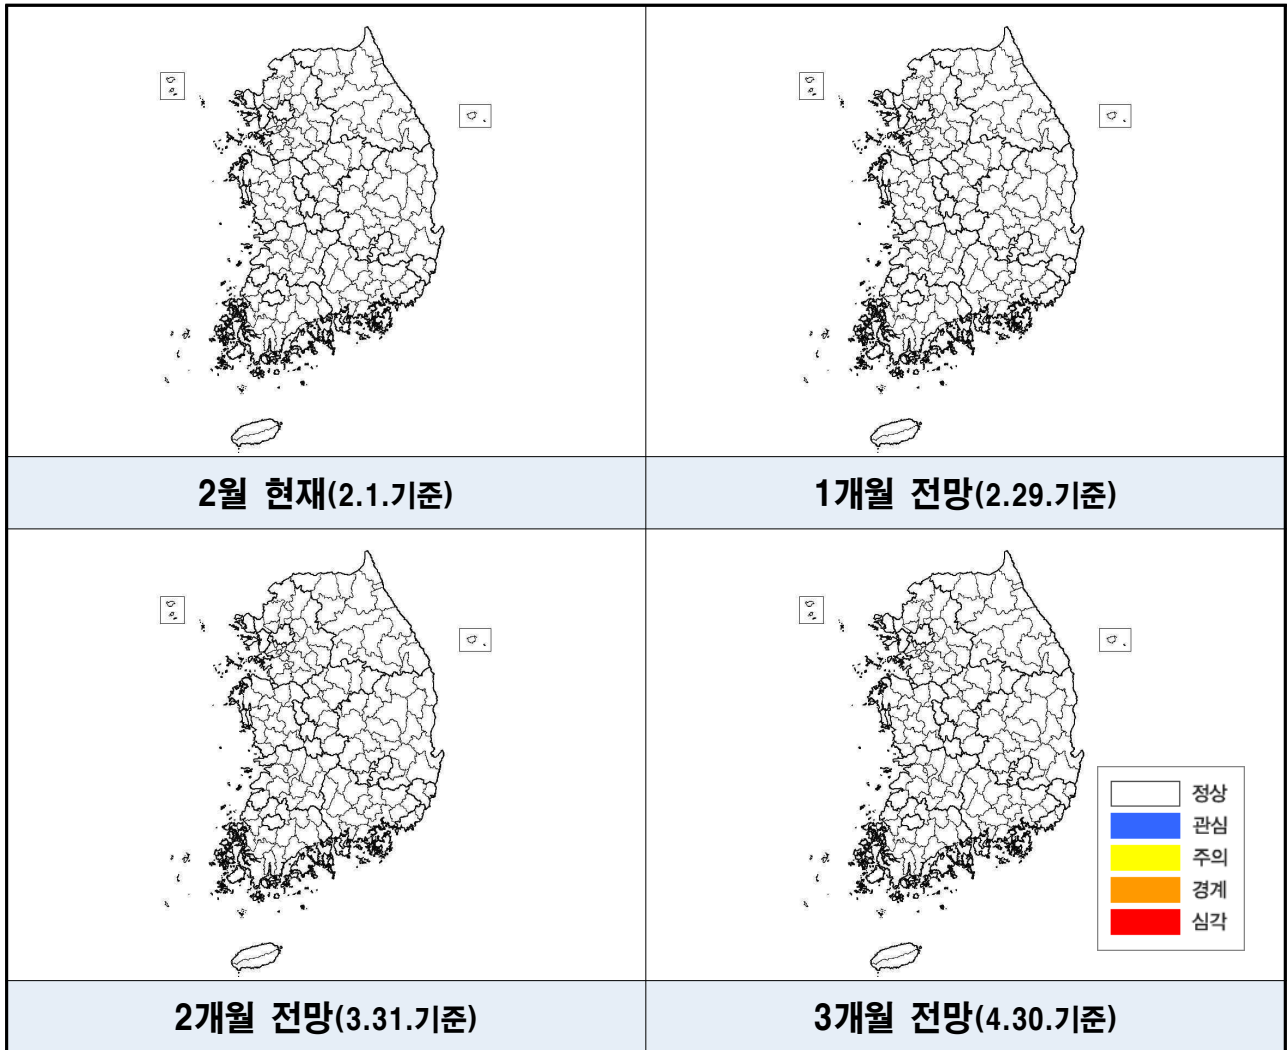 2월 현재(2.1.기준)
1개월 전망(2.29.기준)
정상
관심
주의
경계
심각
2개월 전망(3.31.기준)
3개월 전망(4.30.기준)